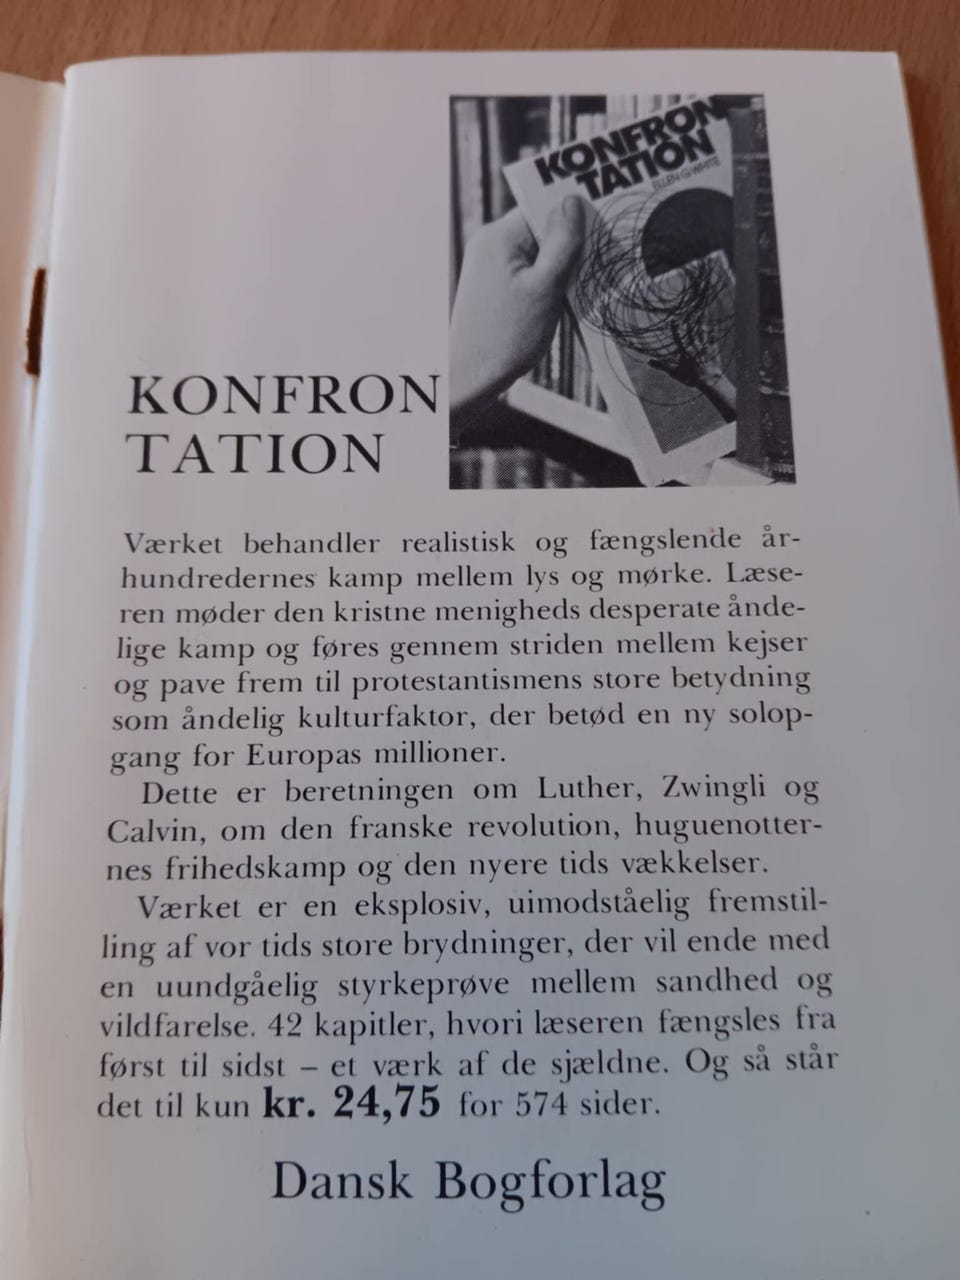 KONFRON
TATION
ELLEN G. WHITE
KONFRON
TATION
Værket behandler realistisk og fængslende år-
hundredernes kamp mellem lys og mørke. Læse-
ren møder den kristne menigheds desperate ånde-
lige kamp og føres gennem striden mellem kejser
og pave frem til protestantismens store betydning
som åndelig kulturfaktor, der betød en ny solop-
gang for Europas millioner.
Dette er beretningen om Luther, Zwingli og
Calvin, om den franske revolution, huguenotter-
nes frihedskamp og den nyere tids vækkelser.
Værket er en eksplosiv, uimodståelig fremstil-
ling af vor tids store brydninger, der vil ende med
en uundgåelig styrkeprøve mellem sandhed og
vildfarelse. 42 kapitler, hvori læseren fængsles fra
først til sidst – et værk af de sjældne. Og så står
det til kun kr. 24,75 for 574 sider.
Dansk Bogforlag